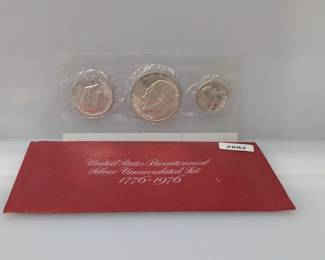 2882
United States Bicentennial
Silver Uncirculated Set
1776-1976